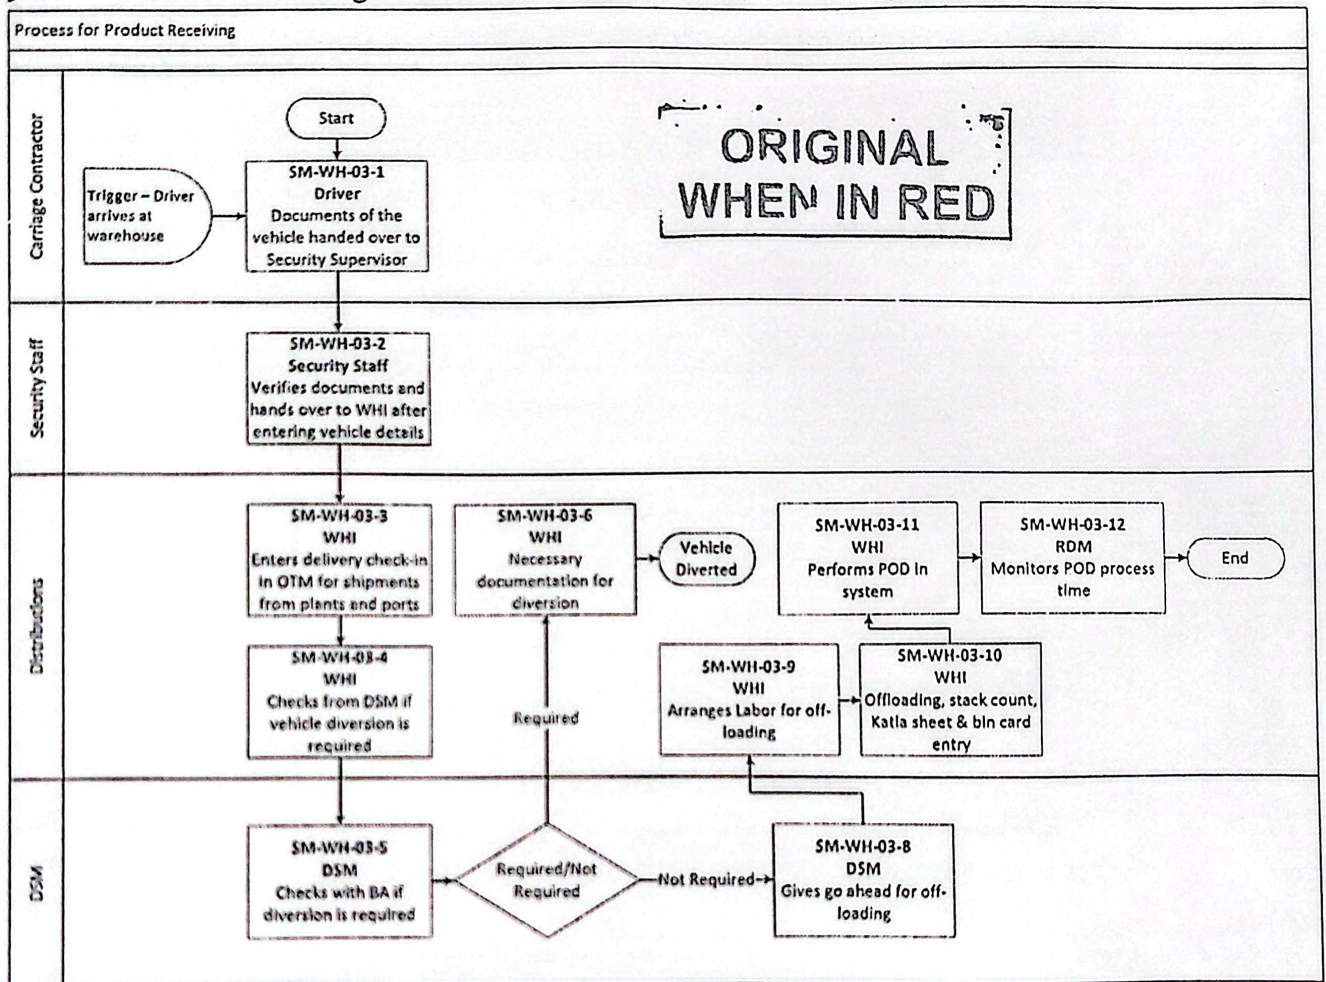 Process for Product Receiving
Carriage Contractor
Start
Trigger – Driver
arrives at
warehouse
SM-WH-03-1
Driver
Documents of the
vehicle handed over to
Security Supervisor
ORIGINAL
WHEN IN RED
Security Staff
SM-WH-03-2
Security Staff
Verifies documents and
hands over to WHI after
entering vehicle details
Distributions
SM-WH-03-3
WHI
Enters delivery check-in
in OTM for shipments
from plants and ports
SM-WH-03-6
WHI
Necessary
documentation for
diversion
Vehicle
Diverted
SM-WH-03-11
WHI
Performs POD in
system
SM-WH-03-12
RDM
Monitors POD process
time
End
SM-WH-03-4
WHI
Checks from DSM if
vehicle diversion is
required
Required
SM-WH-03-9
WHI
Arranges Labor for off-
loading
SM-WH-03-10
WHI
Offloading, stack count,
Katla sheet & bin card
entry
DSM
SM-WH-03-5
DSM
Checks with BA if
diversion is required
Required/Not
Required
Not Required
SM-WH-03-8
DSM
Gives go ahead for off-
loading